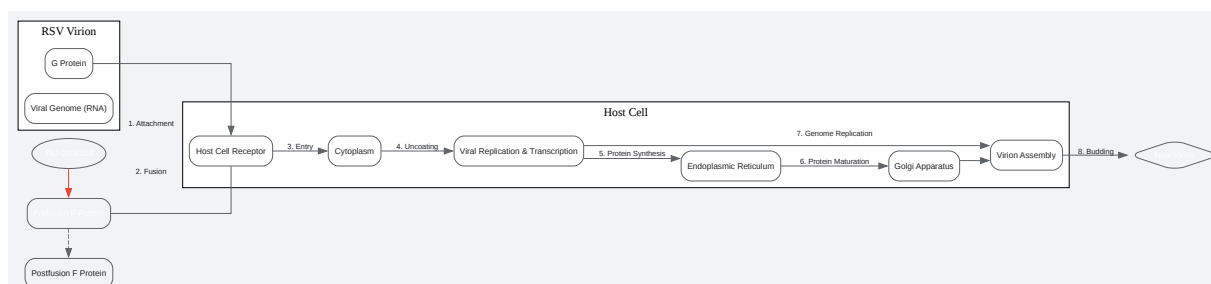 RSV Virion
G Protein
Viral Genome (RNA)
1. Attachment
Host Cell
7. Genome Replication
Host Cell Receptor
3. Entry
Cytoplasm
4. Uncoating
Viral Replication & Transcription
5. Protein Synthesis
Endoplasmic Reticulum
6. Protein Maturation
Golgi Apparatus
Virion Assembly
8. Budding
2. Fusion
Prefusion F Protein
Postfusion F Protein